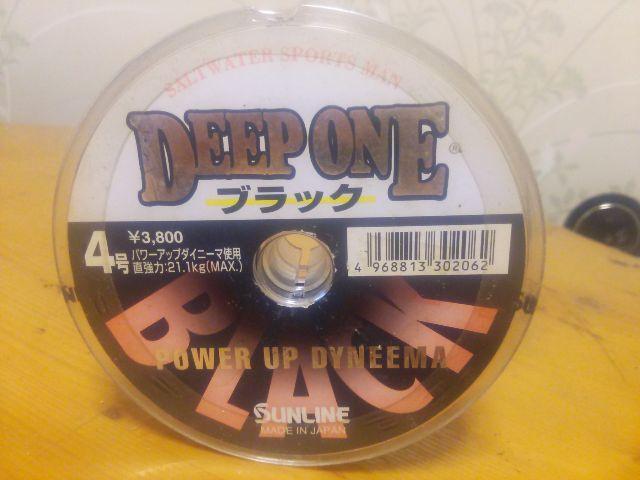 SALTWATER SPORTS MAN
DEEP ONE®
ブラック
¥3,800
4号
パワーアップダイニーマ使用
直強力:21.1kg(MAX.)
4 968813 302062
BLACK
POWER UP DYNEEMA
SUNLINE
MADE IN JAPAN